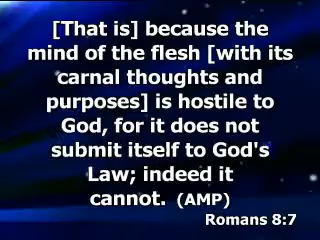 [That is] because the
mind of the flesh [with its
carnal thoughts and
purposes] is hostile to
God, for it does not
submit itself to God's
Law; indeed it
cannot. (AMP)
Romans 8:7